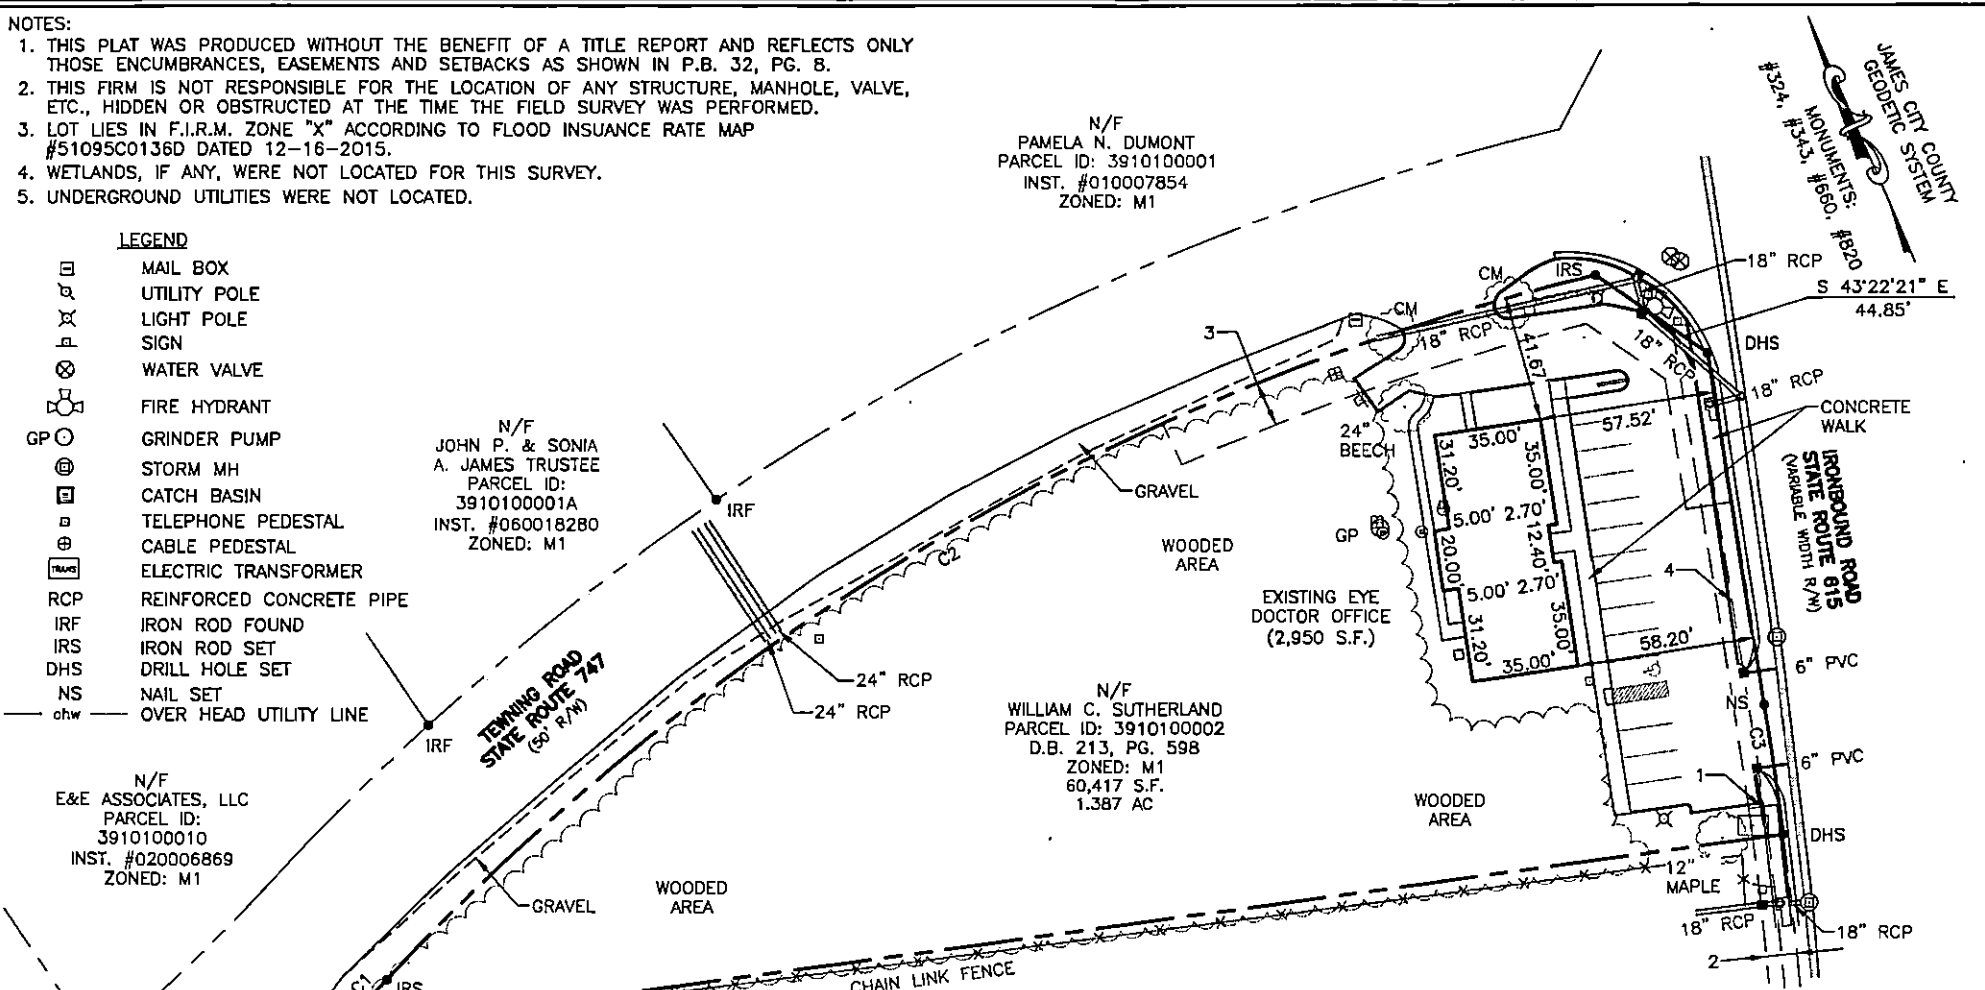 NOTES:
1. THIS PLAT WAS PRODUCED WITHOUT THE BENEFIT OF A TITLE REPORT AND REFLECTS ONLY
THOSE ENCUMBRANCES, EASEMENTS AND SETBACKS AS SHOWN IN P.B. 32, PG. 8.
2. THIS FIRM IS NOT RESPONSIBLE FOR THE LOCATION OF ANY STRUCTURE, MANHOLE, VALVE,
ETC., HIDDEN OR OBSTRUCTED AT THE TIME THE FIELD SURVEY WAS PERFORMED.
3. LOT LIES IN F.I.R.M. ZONE "X" ACCORDING TO FLOOD INSUANCE RATE MAP
#51095C0136D DATED 12-16-2015.
4. WETLANDS, IF ANY, WERE NOT LOCATED FOR THIS SURVEY.
5. UNDERGROUND UTILITIES WERE NOT LOCATED.
LEGEND
MAIL BOX
UTILITY POLE
LIGHT POLE
SIGN
WATER VALVE
FIRE HYDRANT
GP GRINDER PUMP
STORM MH
CATCH BASIN
TELEPHONE PEDESTAL
CABLE PEDESTAL
TRANS ELECTRIC TRANSFORMER
RCP REINFORCED CONCRETE PIPE
IRF IRON ROD FOUND
IRS IRON ROD SET
DHS DRILL HOLE SET
NS NAIL SET
ohw OVER HEAD UTILITY LINE
N/F
PAMELA N. DUMONT
PARCEL ID: 3910100001
INST. #010007854
ZONED: M1
JAMES CITY COUNTY
GEODETIC SYSTEM
MONUMENTS:
#324, #343, #660, #820
N/F
JOHN P. & SONIA
A. JAMES TRUSTEE
PARCEL ID:
3910100001A
INST. #060018280
ZONED: M1
IRF
IRF
N/F
E&E ASSOCIATES, LLC
PARCEL ID:
3910100010
INST. #020006869
ZONED: M1
TEWNING ROAD
STATE ROUTE 747
(50' R/W)
24" RCP
24" RCP
GRAVEL
GRAVEL
C2
3
CM
CM
IRS
18" RCP
18" RCP
S 43'22'21" E
44.85'
DHS
18" RCP
18" RCP
41.67
24"
BEECH
CONCRETE
WALK
57.52'
35.00'
31.20'
35.00'
5.00' 2.70'
20.00'
12.40'
5.00' 2.70'
31.20'
35.00'
35.00'
58.20'
GP
WOODED
AREA
EXISTING EYE
DOCTOR OFFICE
(2,950 S.F.)
IRONBOUND ROAD
STATE ROUTE 615
(VARIABLE WIDTH R/W)
4
6" PVC
NS
C3
6" PVC
1
N/F
WILLIAM C. SUTHERLAND
PARCEL ID: 3910100002
D.B. 213, PG. 598
ZONED: M1
60,417 S.F.
1.387 AC
WOODED
AREA
DHS
12"
MAPLE
18" RCP
18" RCP
2
WOODED
AREA
CHAIN LINK FENCE
IRS